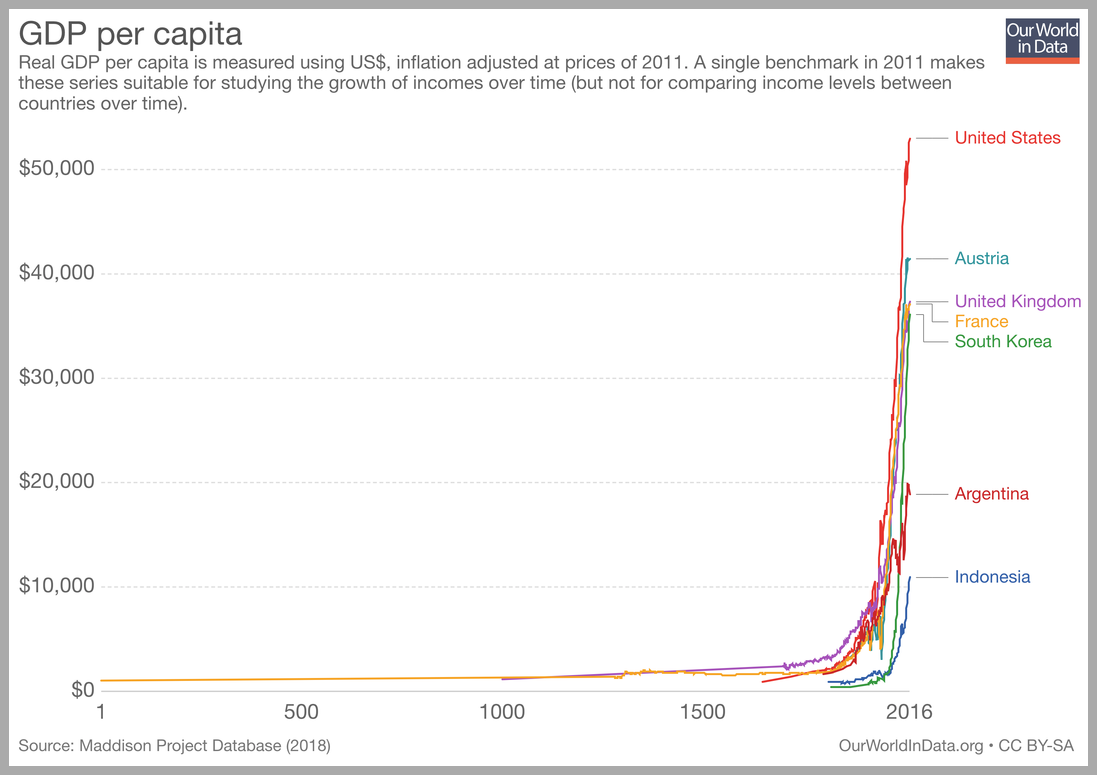 GDP per capita
Our World
in Data
Real GDP per capita is measured using US$, inflation adjusted at prices of 2011. A single benchmark in 2011 makes
these series suitable for studying the growth of incomes over time (but not for comparing income levels between
countries over time).
United States
$50,000
Austria
$40,000
United Kingdom
France
South Korea
$30,000
$20,000
Argentina
$10,000
Indonesia
$0
1 500 1000 1500 2016
Source: Maddison Project Database (2018)
OurWorldInData.org • CC BY-SA